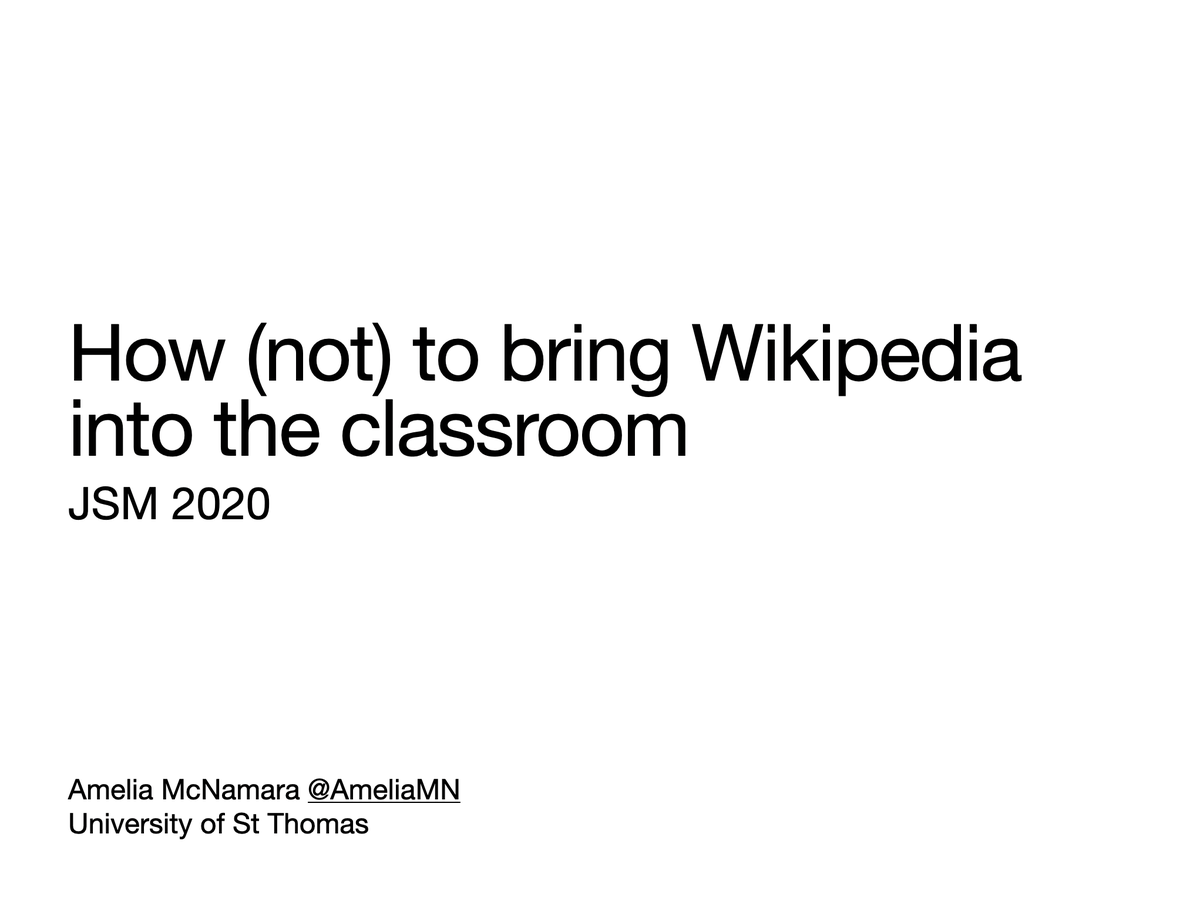 How (not) to bring Wikipedia
into the classroom
JSM 2020
Amelia McNamara @AmeliaMN
University of St Thomas